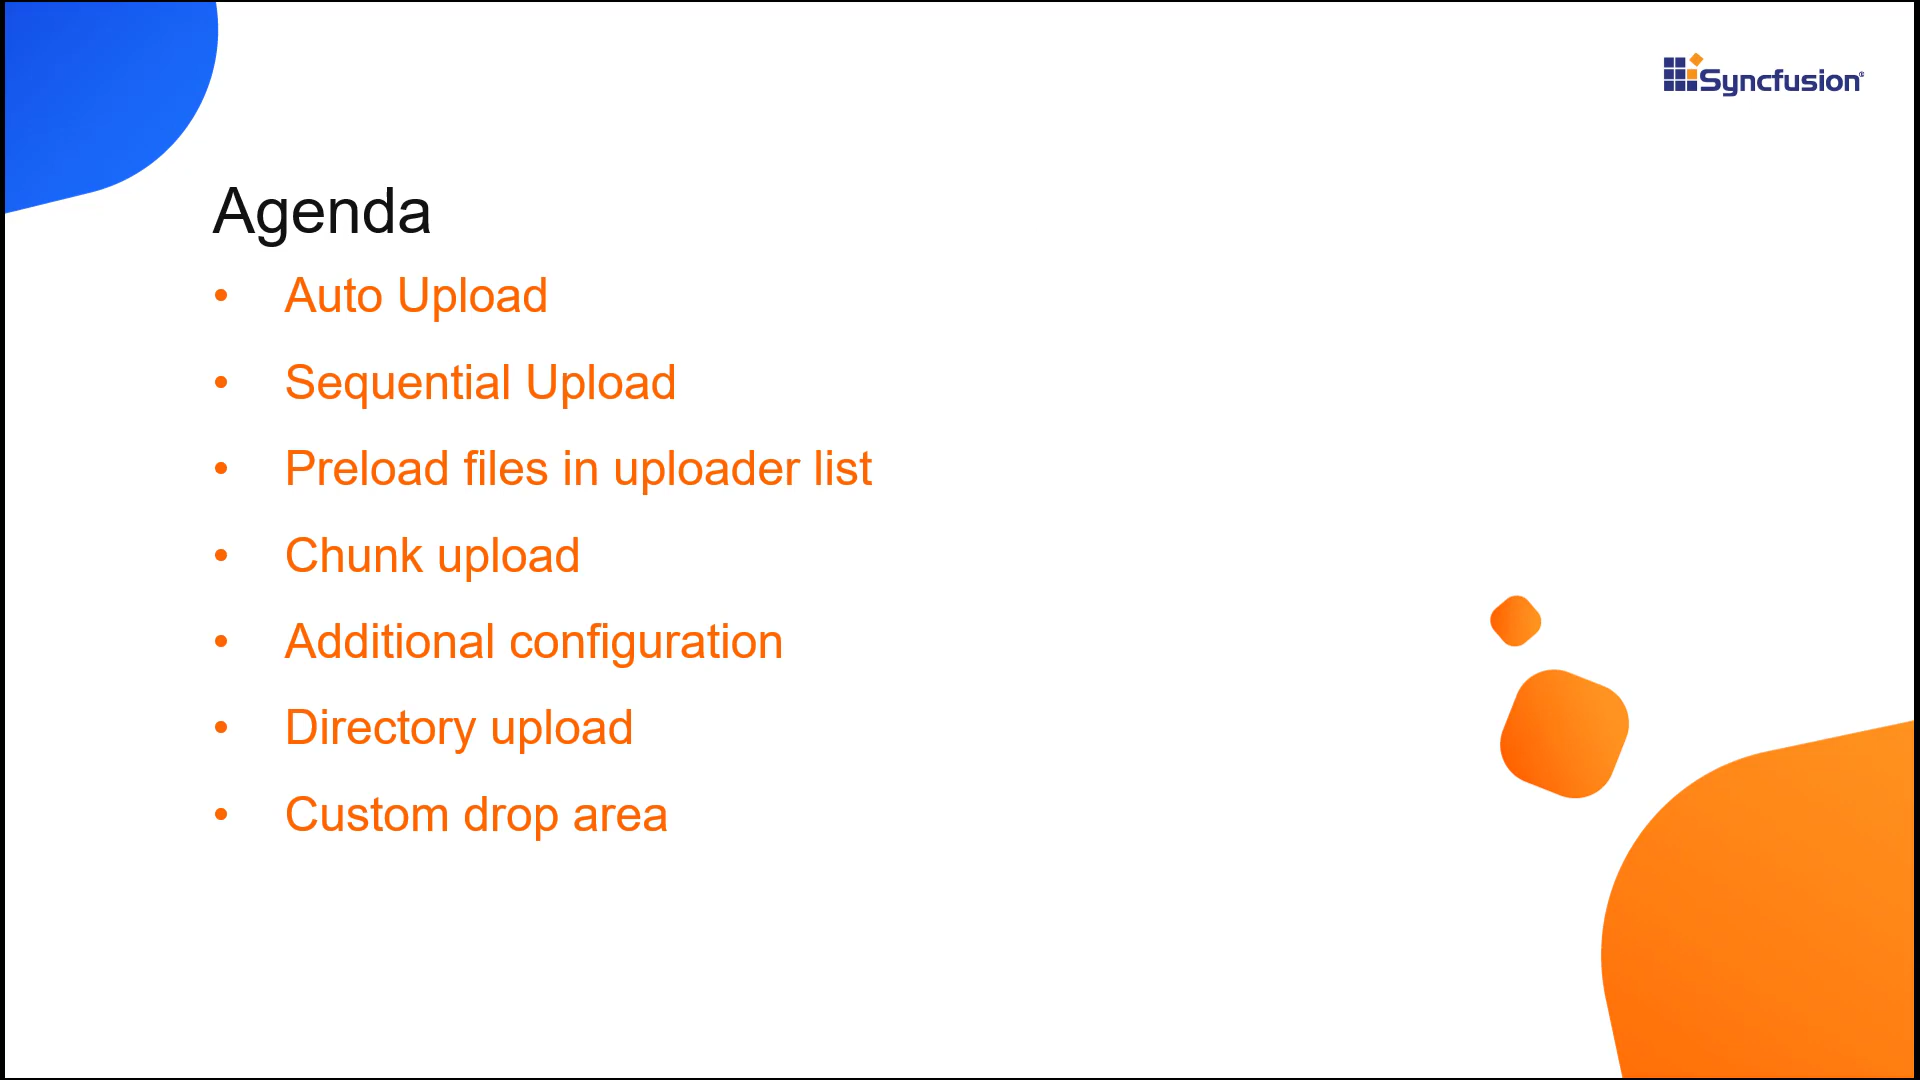 Syncfusion®
Agenda
• Auto Upload
• Sequential Upload
• Preload files in uploader list
• Chunk upload
• Additional configuration
• Directory upload
• Custom drop area